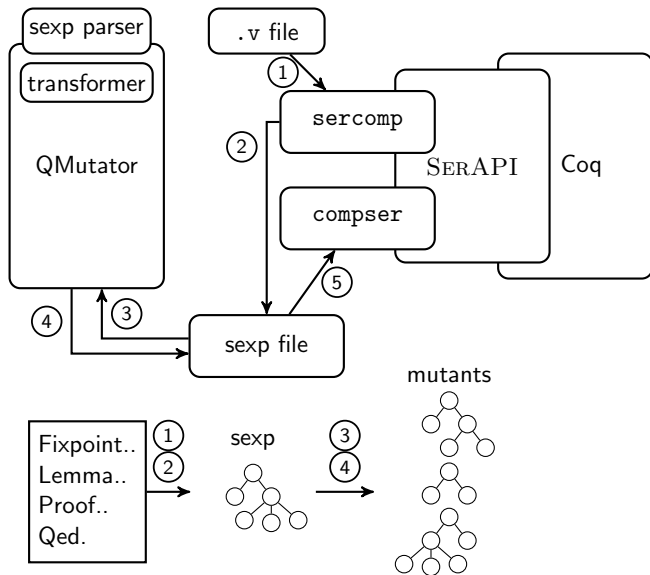 sexp parser
.v file
transformer
1
sercomp
2
QMutator
SERAPI
Coq
compser
5
4
3
sexp file
mutants
Fixpoint..
Lemma..
Proof..
Qed.
1
2
sexp
3
4